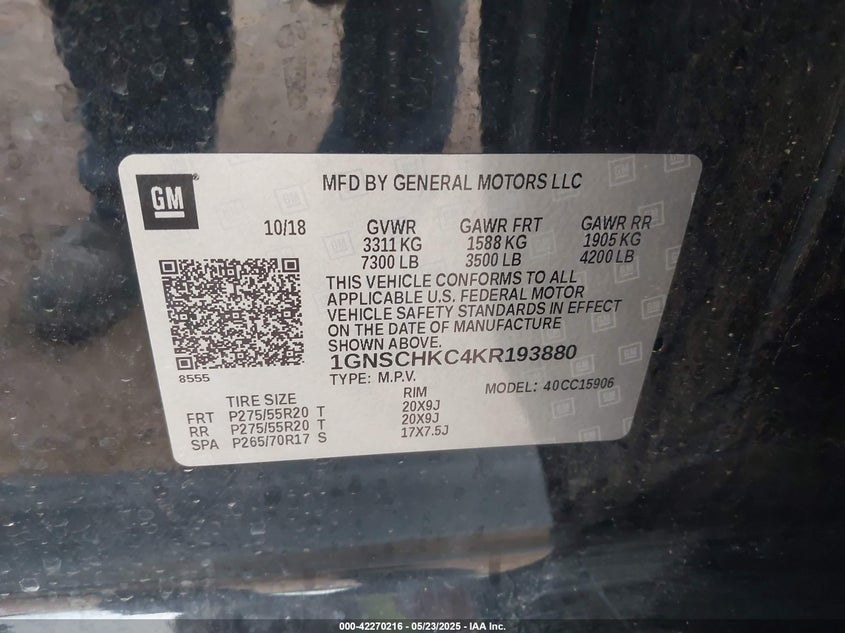 GM
MFD BY GENERAL MOTORS LLC
10/18 GVWR GAWR FRT GAWR RR
3311 KG 1588 KG 1905 KG
7300 LB 3500 LB 4200 LB
THIS VEHICLE CONFORMS TO ALL
APPLICABLE U.S. FEDERAL MOTOR
VEHICLE SAFETY STANDARDS IN EFFECT
ON THE DATE OF MANUFACTURE
SHOWN ABOVE.
1GNSCHKC4KR193880
8555
TYPE: M.P.V. MODEL: 40CC15906
TIRE SIZE RIM
FRT P275/55R20 T 20X9J
RR P275/55R20 T 20X9J
SPA P265/70R17 S 17X7.5J
000-42270216 - 05/23/2025 - IAA Inc.